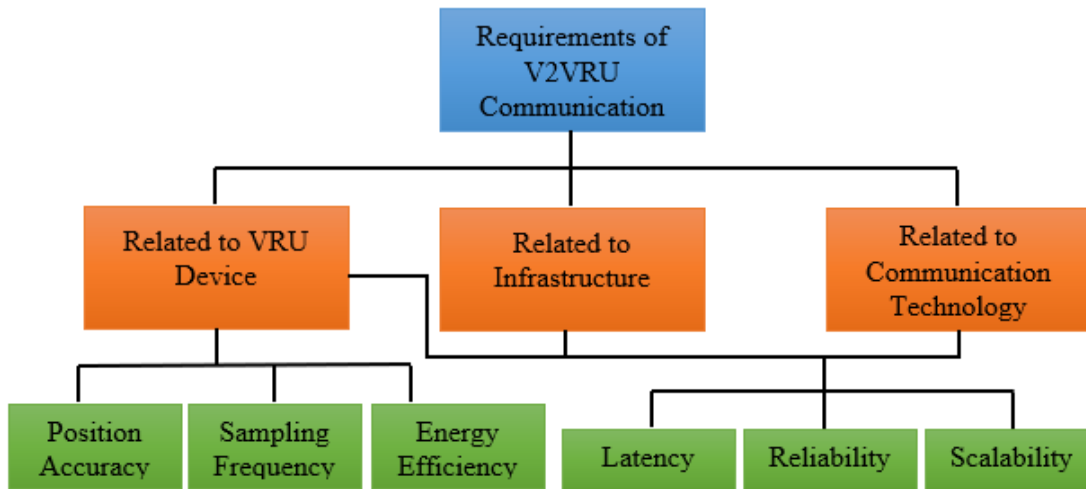 Requirements of
V2VRU
Communication
Related to VRU
Device
Related to
Infrastructure
Related to
Communication
Technology
Position
Accuracy
Sampling
Frequency
Energy
Efficiency
Latency
Reliability
Scalability